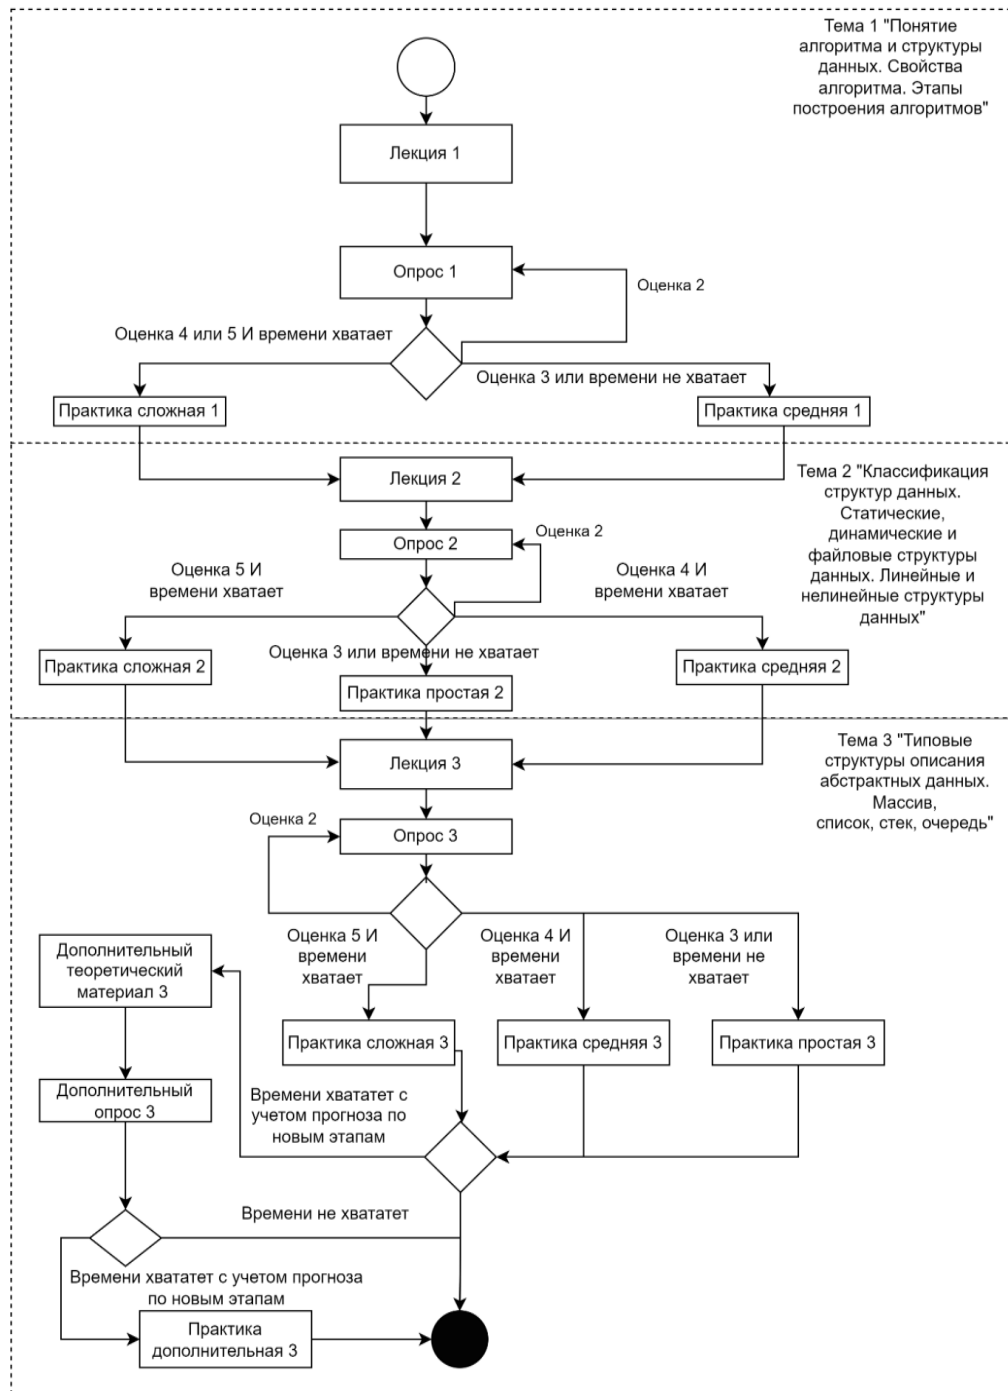 Тема 1 "Понятие
алгоритма и структуры
данных. Свойства
алгоритма. Этапы
построения алгоритмов"
Лекция 1
Опрос 1
Оценка 2
Оценка 4 или 5 И времени хватает
Оценка 3 или времени не хватает
Практика сложная 1
Практика средняя 1
Тема 2 "Классификация
структур данных.
Статические,
динамические и
файловые структуры
данных. Линейные и
нелинейные структуры
данных"
Лекция 2
Опрос 2
Оценка 2
Оценка 5 И
времени хватает
Оценка 4 И
времени хватает
Оценка 3 или времени не хватает
Практика сложная 2
Практика простая 2
Практика средняя 2
Тема 3 "Типовые
структуры описания
абстрактных данных.
Массив,
список, стек, очередь"
Лекция 3
Оценка 2
Опрос 3
Оценка 5 И
времени
хватает
Оценка 4 И
времени
хватает
Оценка 3 или
времени не
хватает
Дополнительный
теоретический
материал 3
Практика сложная 3
Практика средняя 3
Практика простая 3
Дополнительный
опрос 3
Времени хвататет с
учетом прогноза по
новым этапам
Времени не хвататет
Времени хвататет с учетом прогноза
по новым этапам
Практика
дополнительная 3